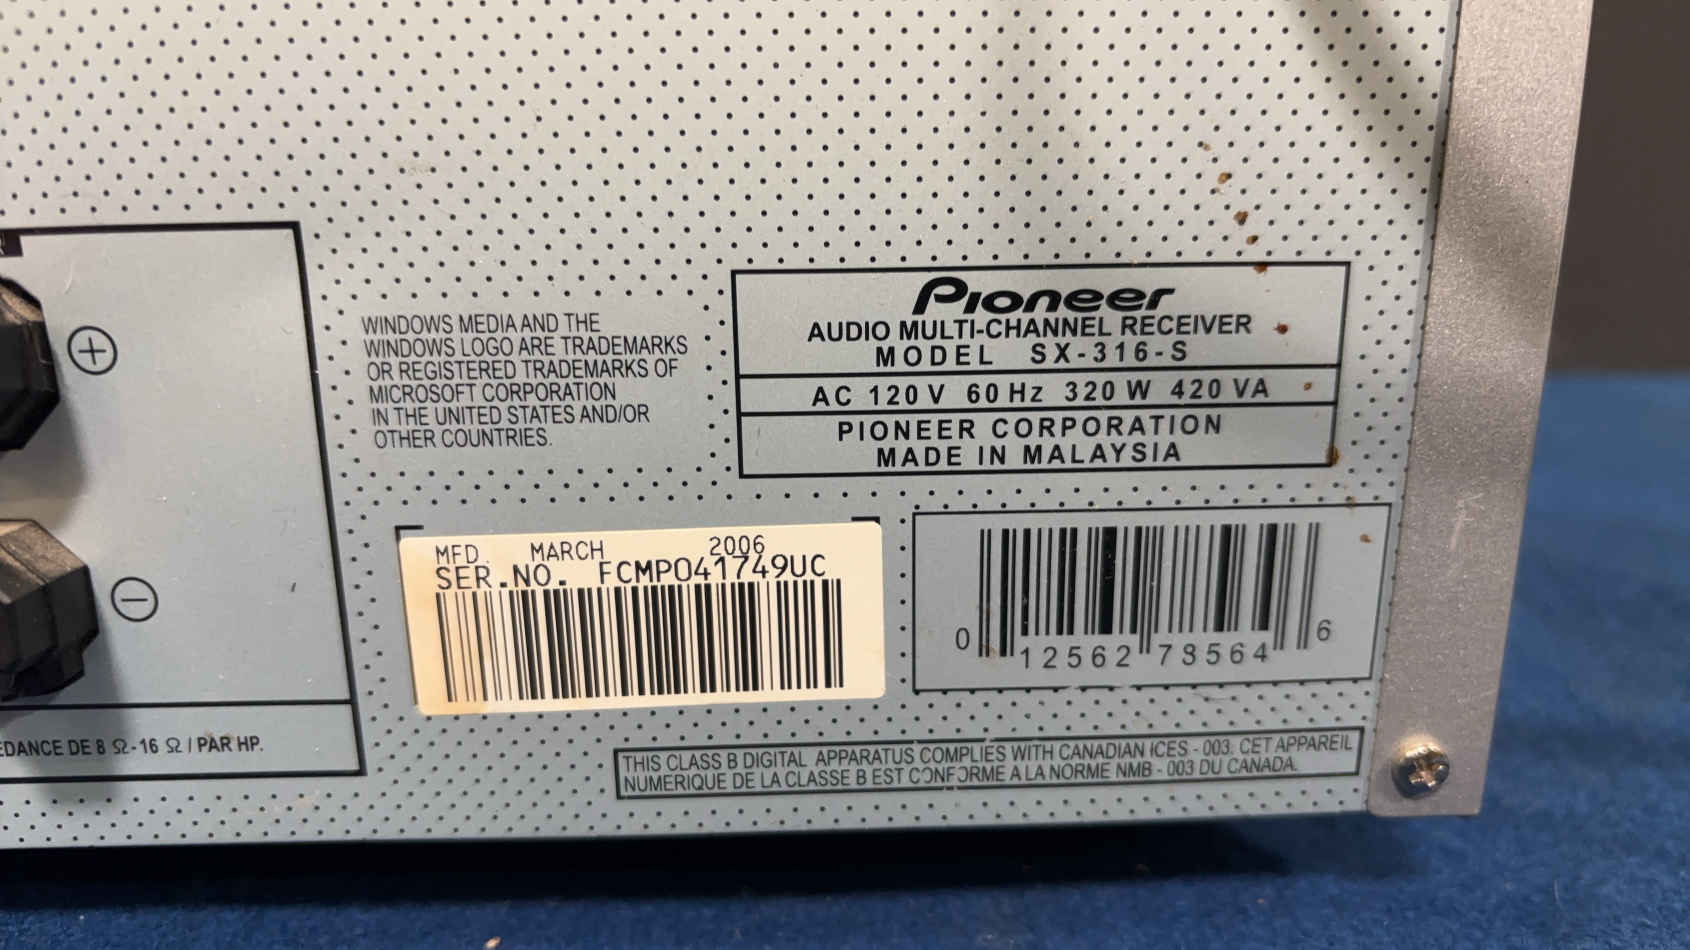 EDANCE DE 8 Ω-16 Ω / PAR HP.
WINDOWS MEDIA AND THE
WINDOWS LOGO ARE TRADEMARKS
OR REGISTERED TRADEMARKS OF
MICROSOFT CORPORATION
IN THE UNITED STATES AND/OR
OTHER COUNTRIES.
Pioneer
AUDIO MULTI-CHANNEL RECEIVER
MODEL SX-316-S
AC 120 V 60 Hz 320 W 420 VA
PIONEER CORPORATION
MADE IN MALAYSIA
MFD. MARCH 2006
SER.NO. FCMP041749UC
0 12562 78564 6
THIS CLASS B DIGITAL APPARATUS COMPLIES WITH CANADIAN ICES - 003. CET APPAREIL
NUMERIQUE DE LA CLASSE B EST CONFORME A LA NORME NMB - 003 DU CANADA.